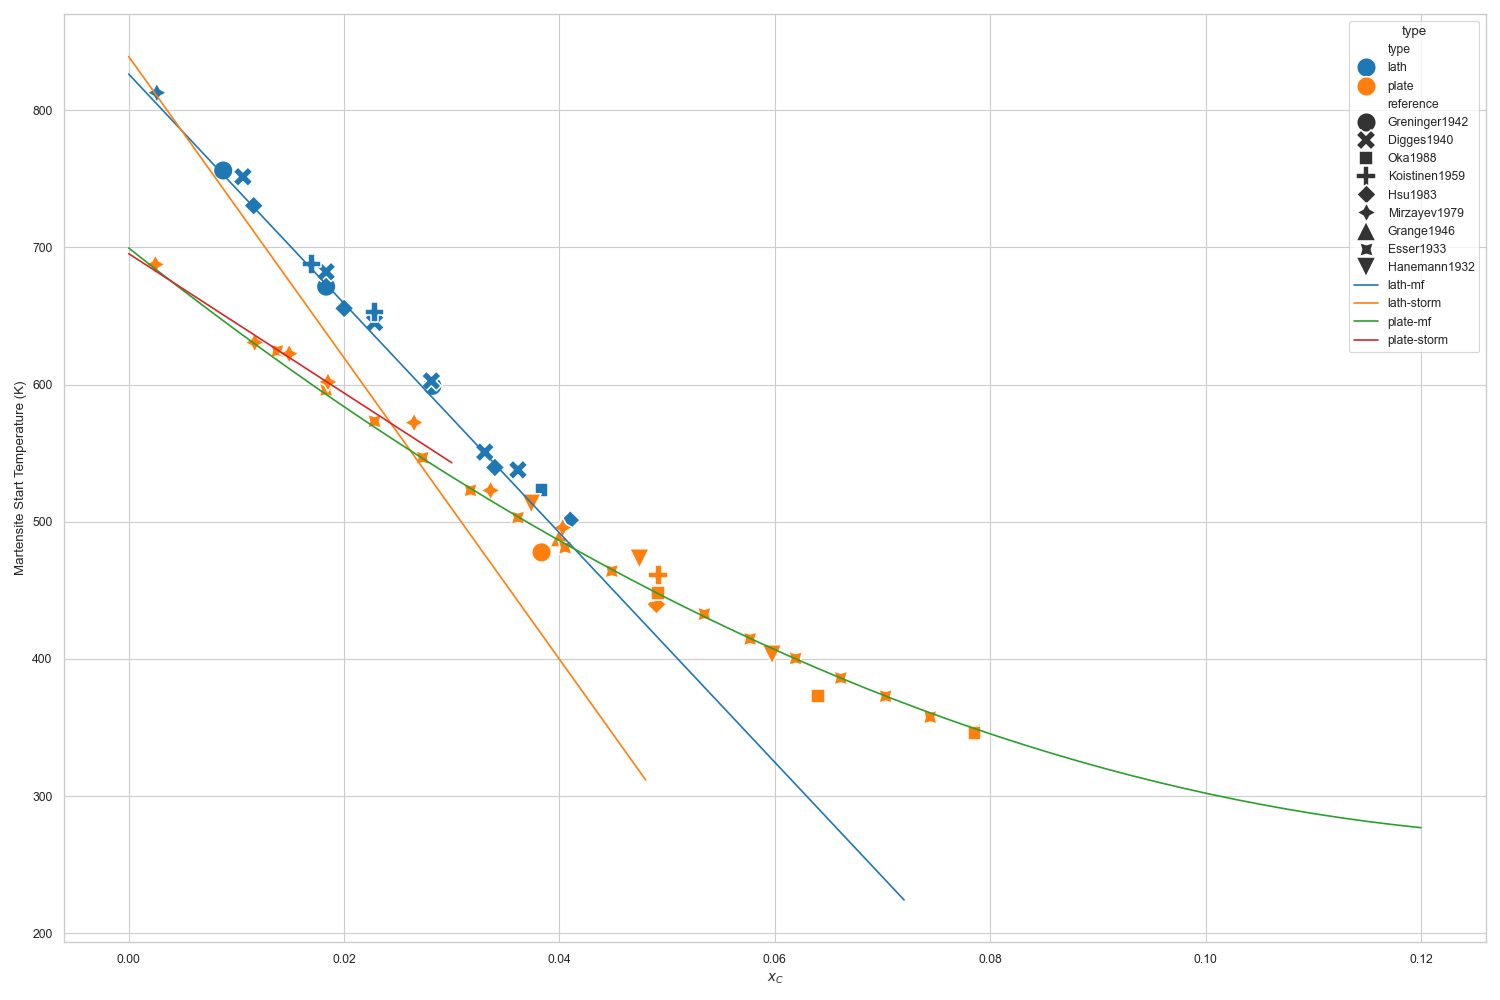 type
type
lath
plate
reference
Greninger1942
Digges1940
Oka1988
Koistinen1959
Hsu1983
Mirzayev1979
Grange1946
Esser1933
Hanemann1932
lath-mf
lath-storm
plate-mf
plate-storm
Martensite Start Temperature (K)
800
700
600
500
400
300
200
0.00 0.02 0.04 0.06 0.08 0.10 0.12
x_C